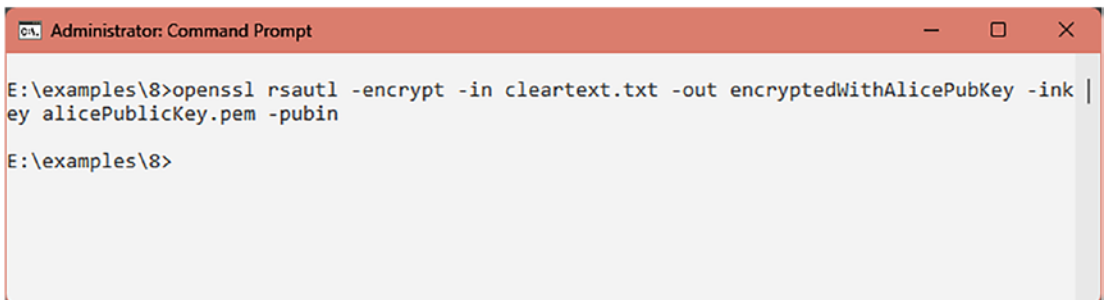 Administrator: Command Prompt
E:\examples\8>openssl rsautl -encrypt -in cleartext.txt -out encryptedWithAlicePubKey -ink
ey alicePublicKey.pem -pubin
E:\examples\8>